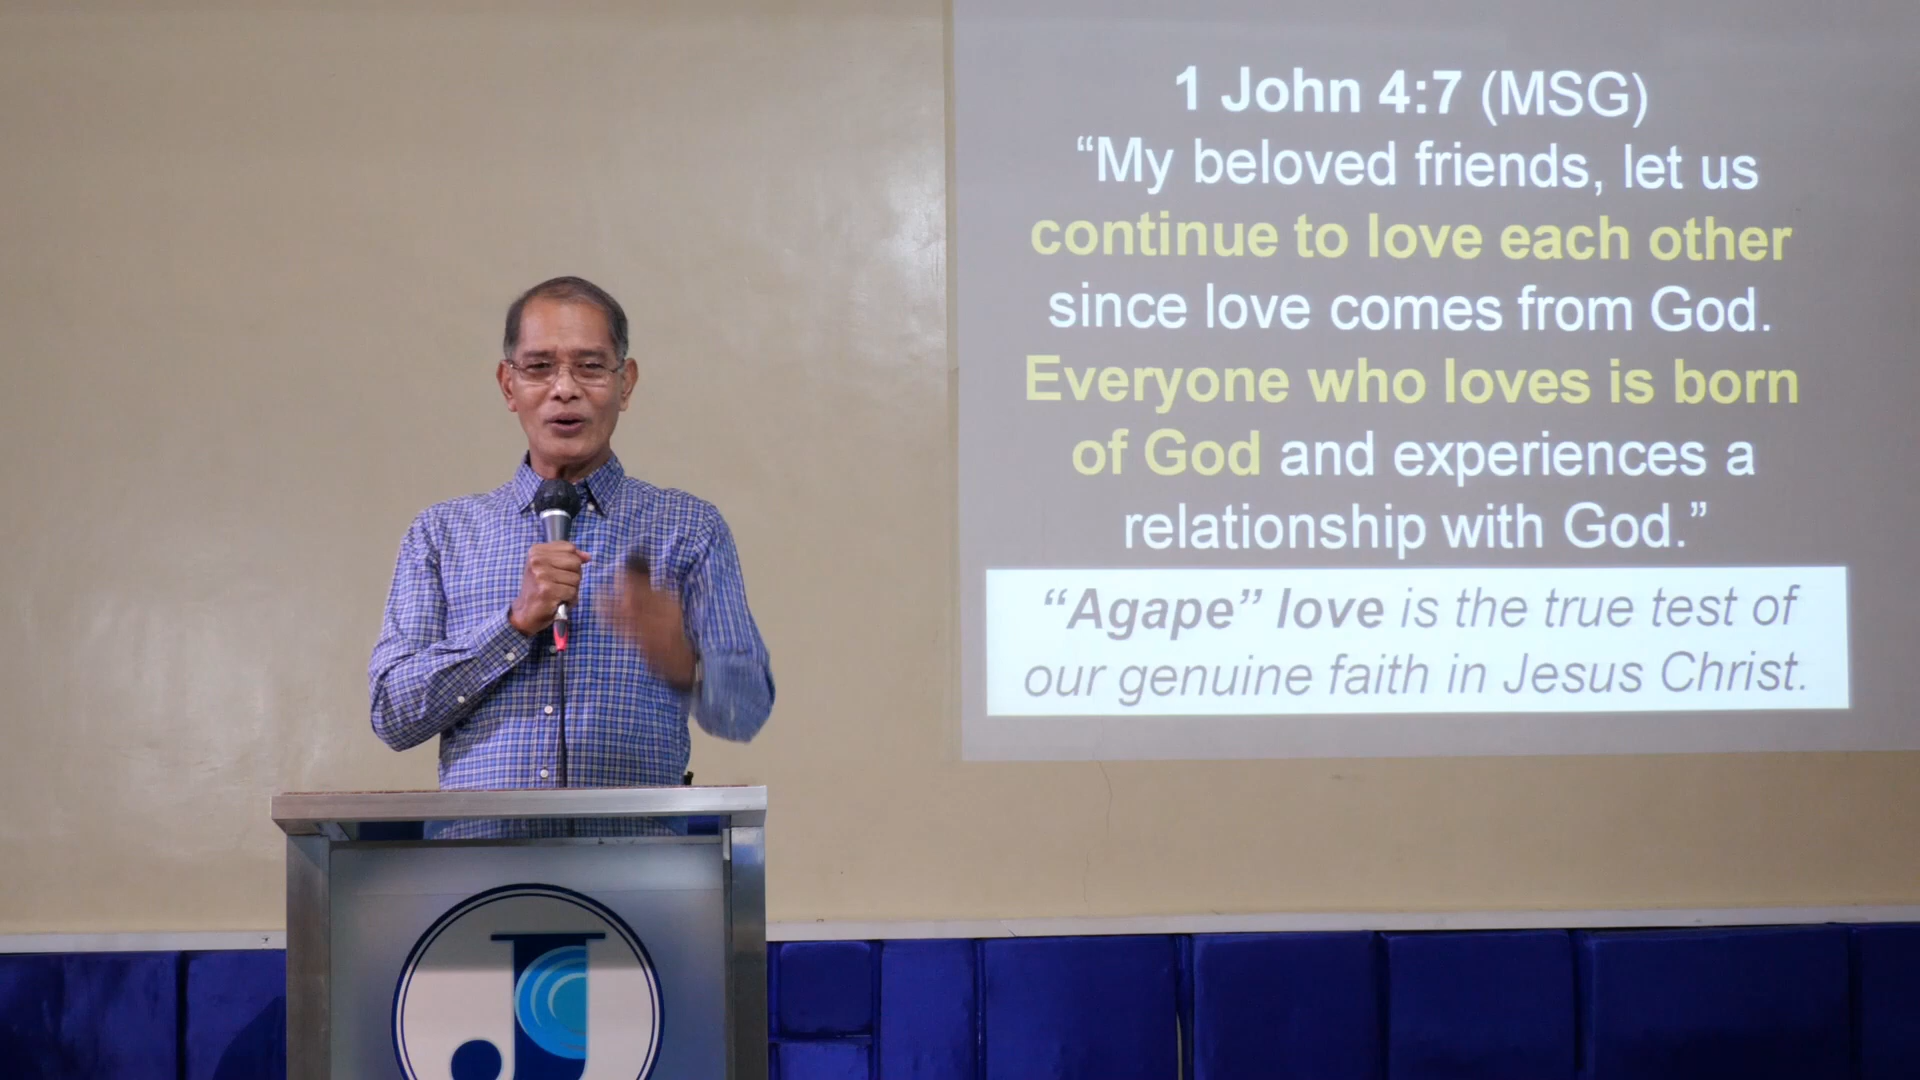 1 John 4:7 (MSG)
“My beloved friends, let us
continue to love each other
since love comes from God.
Everyone who loves is born
of God and experiences a
relationship with God.”
“Agape” love is the true test of
our genuine faith in Jesus Christ.
J